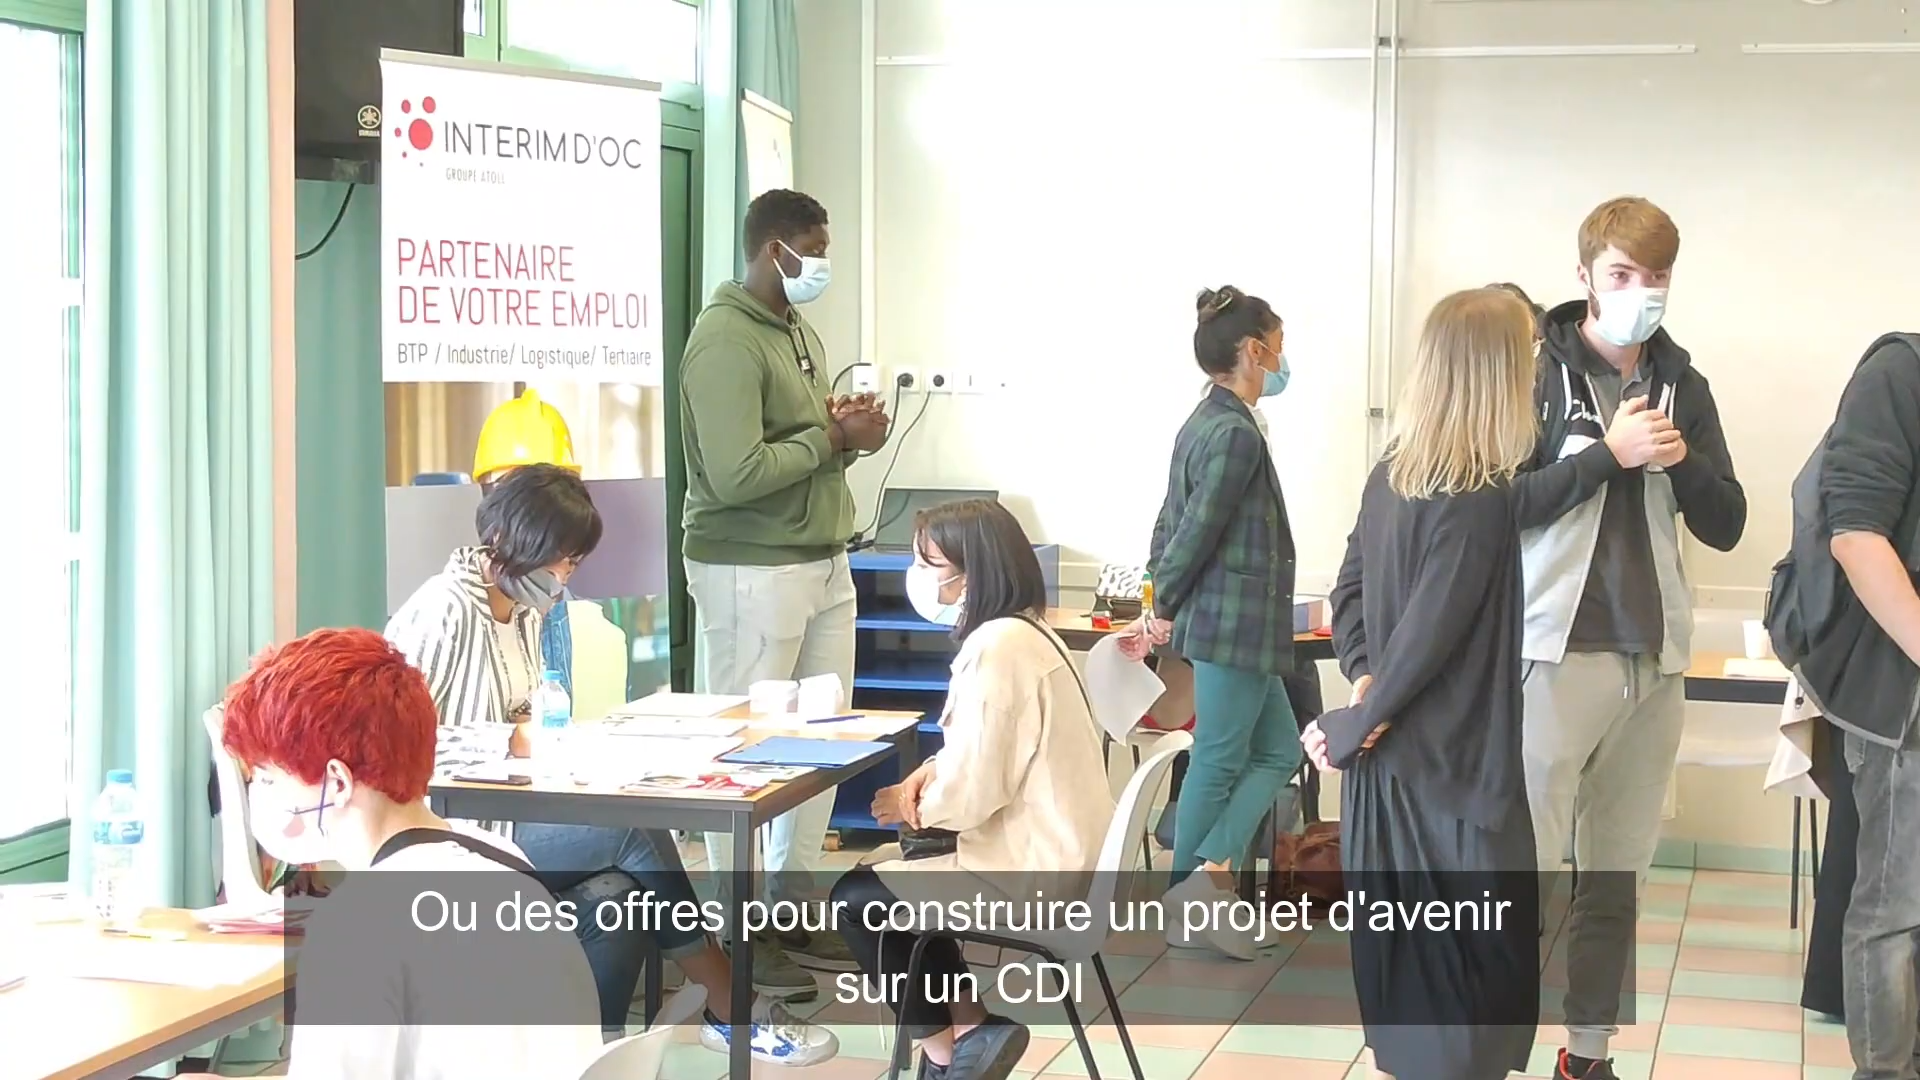 INTERIM D'OC
GROUPE ATOLL
PARTENAIRE
DE VOTRE EMPLOI
BTP / Industrie/ Logistique/ Tertiaire
YAMAHA
Ou des offres pour construire un projet d'avenir
sur un CDI